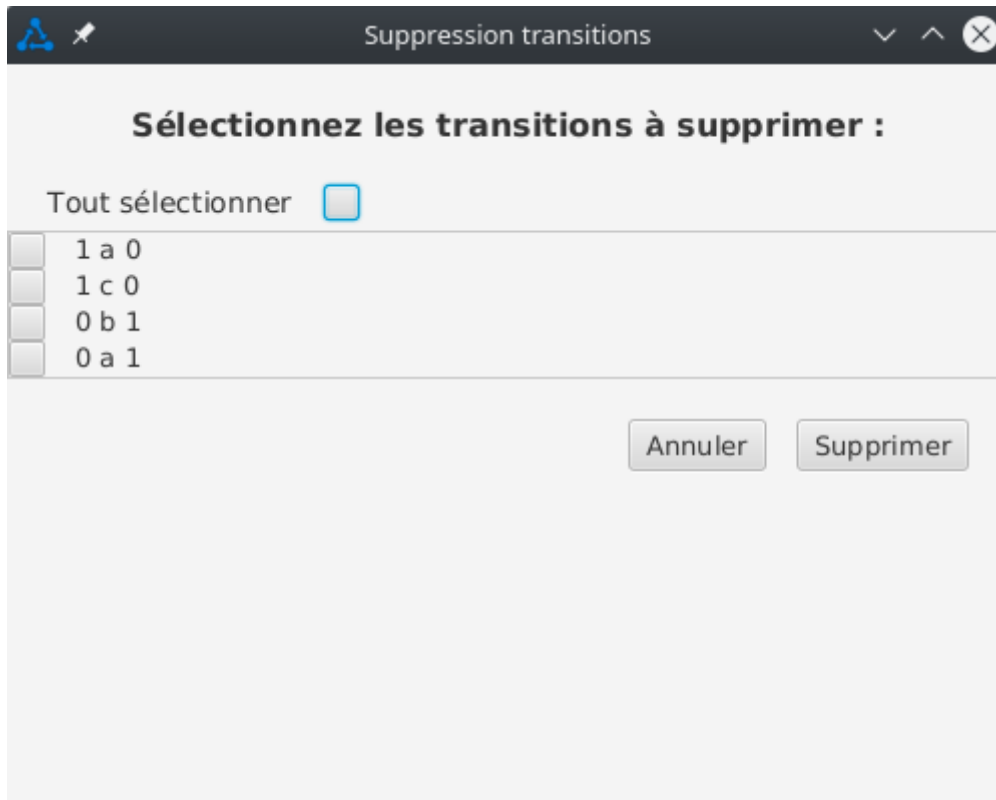 Suppression transitions
Sélectionnez les transitions à supprimer :
Tout sélectionner
1 a 0
1 c 0
0 b 1
0 a 1
Annuler Supprimer